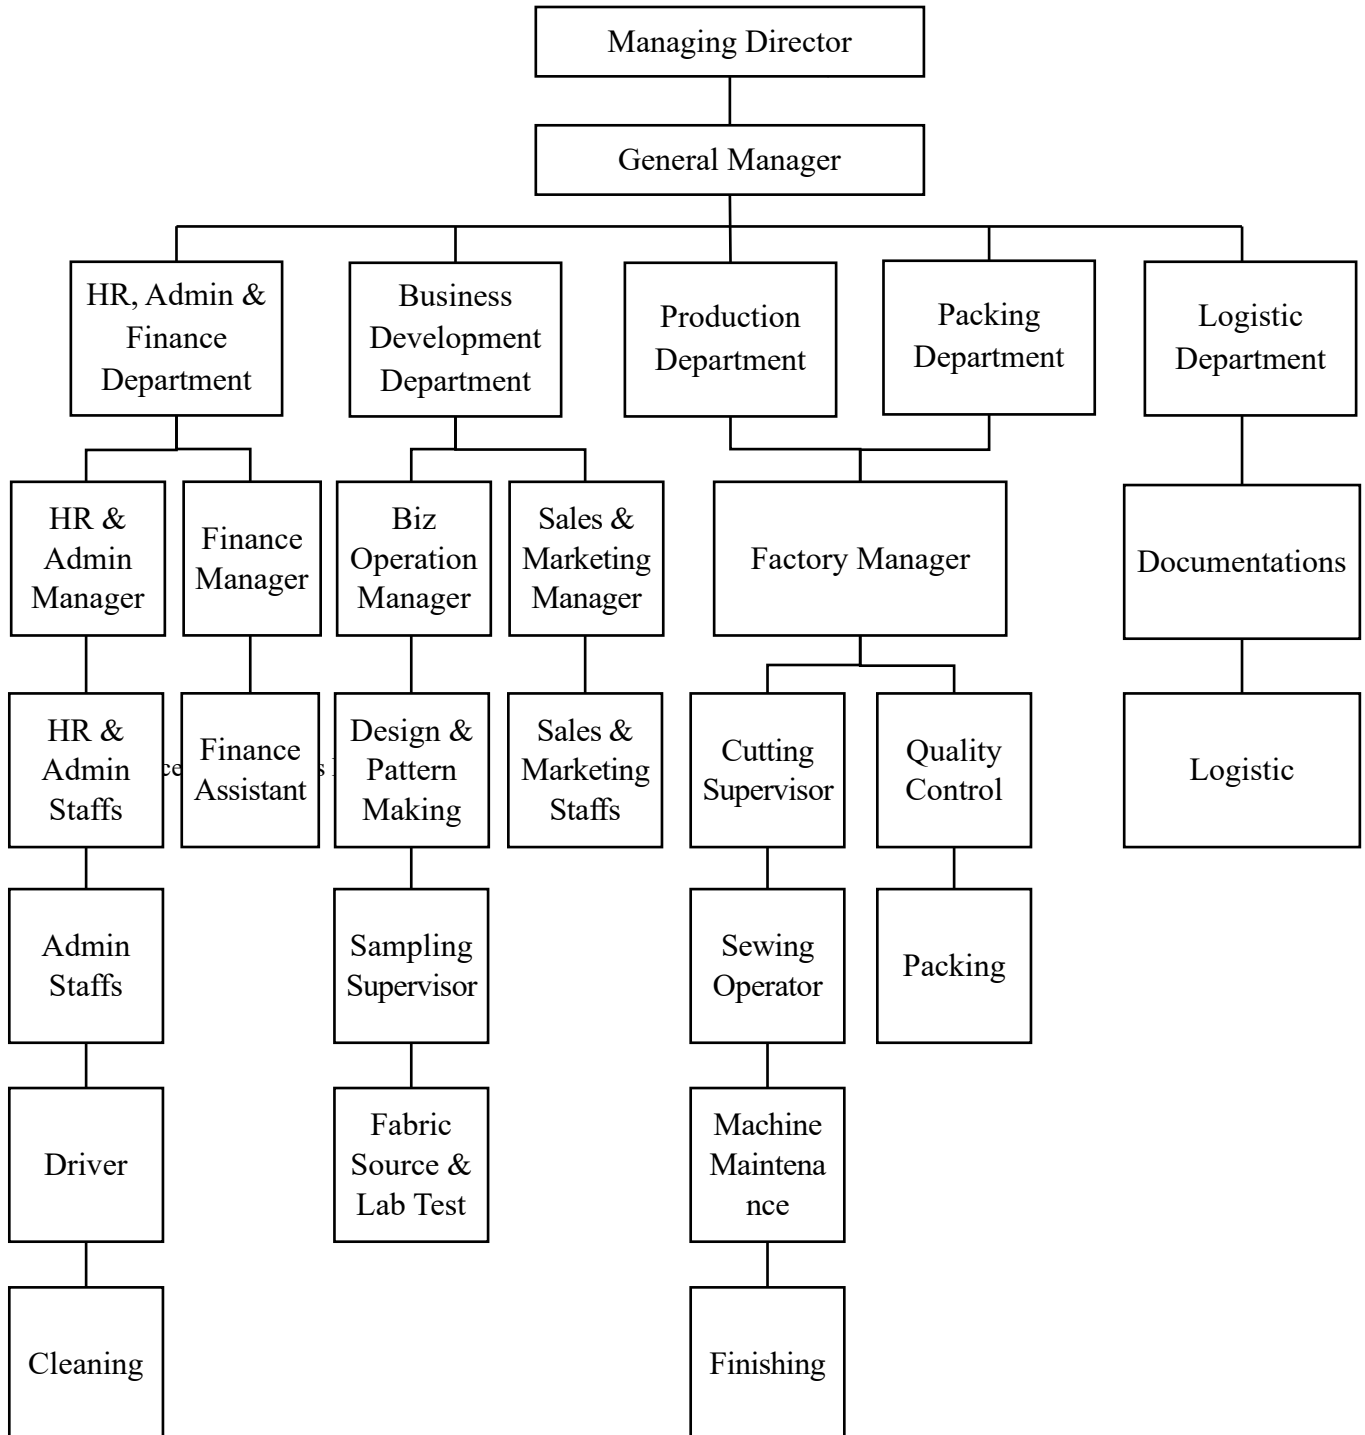 Managing Director
General Manager
HR, Admin &
Finance
Department
Business
Development
Department
Production
Department
Packing
Department
Logistic
Department
HR &
Admin
Manager
Finance
Manager
Biz
Operation
Manager
Sales &
Marketing
Manager
Factory Manager
Documentations
HR &
Admin
Staffs
ce
Finance
Assistant
s
Design &
Pattern
Making
Sales &
Marketing
Staffs
Cutting
Supervisor
Quality
Control
Logistic
Admin
Staffs
Sampling
Supervisor
Sewing
Operator
Packing
Driver
Fabric
Source &
Lab Test
Machine
Maintena
nce
Cleaning
Finishing